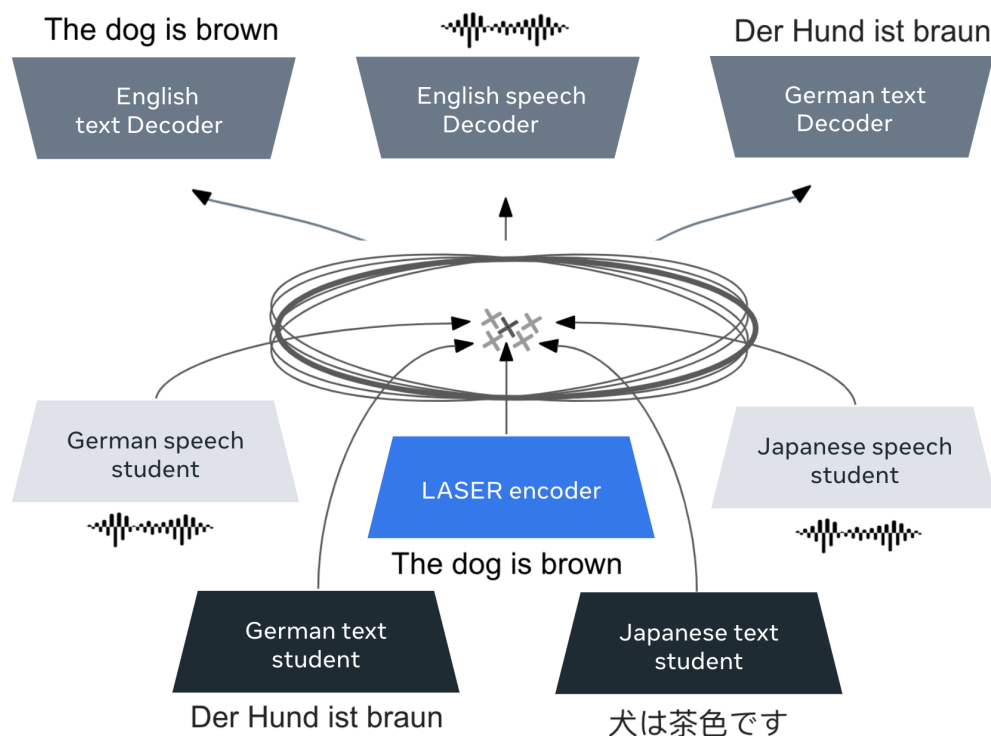 The dog is brown
Der Hund ist braun
English
text Decoder
English speech
Decoder
German text
Decoder
German speech
student
LASER encoder
Japanese speech
student
The dog is brown
German text
student
Japanese text
student
Der Hund ist braun
犬は茶色です